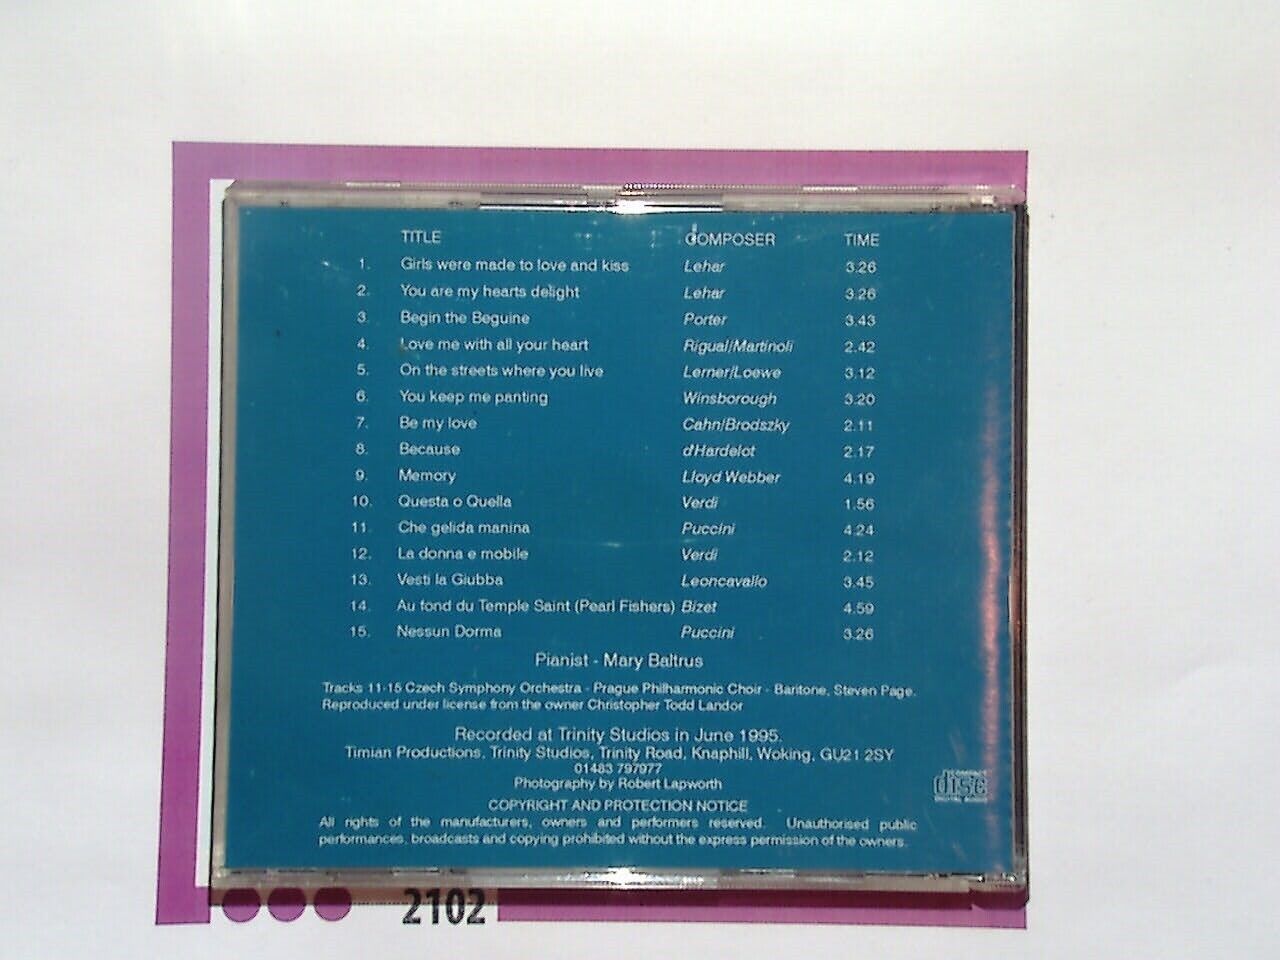 TITLE COMPOSER TIME
1. Girls were made to love and kiss Lehar 3.26
2. You are my hearts delight Lehar 3.26
3. Begin the Beguine Porter 3.43
4. Love me with all your heart Rigual/Martinoli 2.42
5. On the streets where you live Lerner/Loewe 3.12
6. You keep me panting Winsborough 3.20
7. Be my love Cahn/Brodszky 2.11
8. Because d'Hardelot 2.17
9. Memory Lloyd Webber 4.19
10. Questa o Quella Verdi 1.56
11. Che gelida manina Puccini 4.24
12. La donna e mobile Verdi 2.12
13. Vesti la Giubba Leoncavallo 3.45
14. Au fond du Temple Saint (Pearl Fishers) Bizet 4.59
15. Nessun Dorma Puccini 3.26
Pianist - Mary Baltrus
Tracks 11-15 Czech Symphony Orchestra - Prague Philharmonic Choir - Baritone, Steven Page.
Reproduced under license from the owner Christopher Todd Landor
Recorded at Trinity Studios in June 1995.
Timian Productions, Trinity Studios, Trinity Road, Knaphill, Woking, GU21 2SY
01483 797977
Photography by Robert Lapworth
COMPACT
disc
DIGITAL AUDIO
COPYRIGHT AND PROTECTION NOTICE
All rights of the manufacturers, owners and performers reserved. Unauthorised public
performances, broadcasts and copying prohibited without the express permission of the owners.
2102